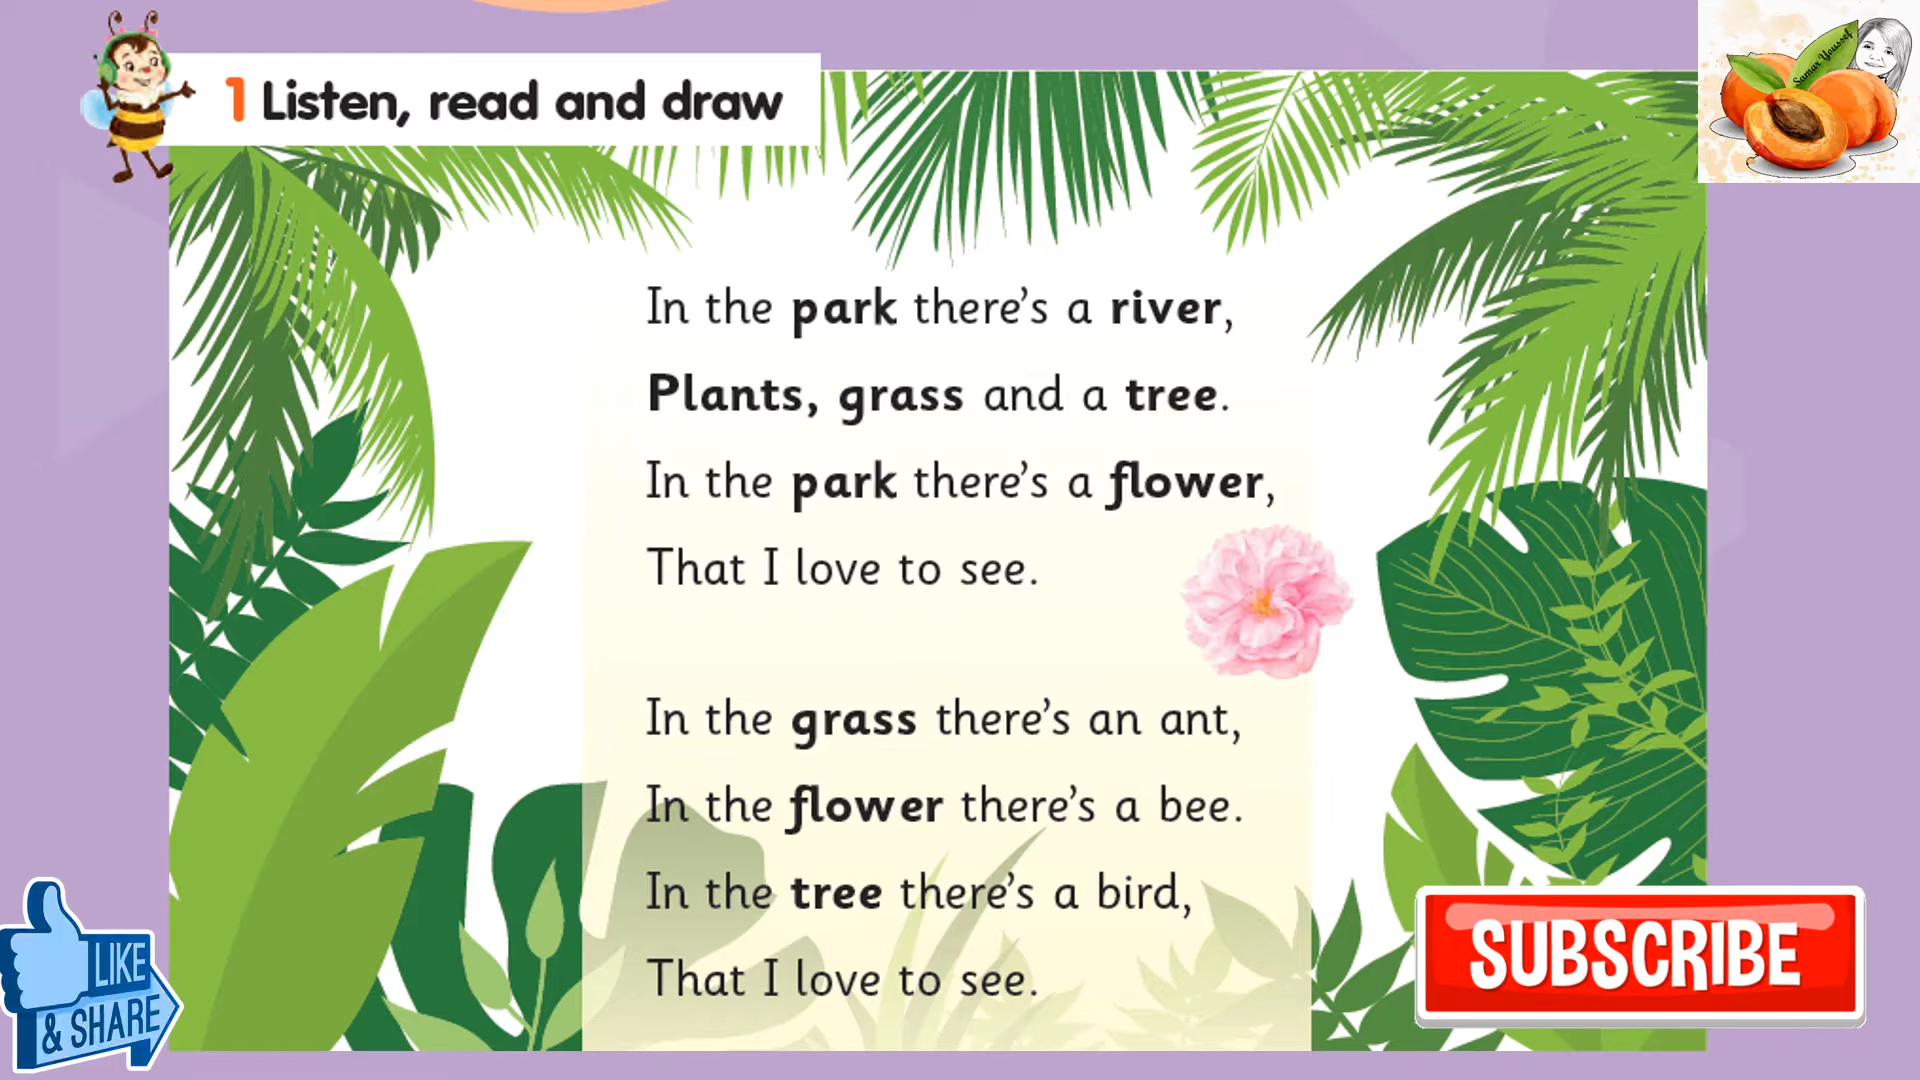 1 Listen, read and draw
Samar Youssef
In the park there's a river,
Plants, grass and a tree.
In the park there's a flower,
That I love to see.
In the grass there's an ant,
In the flower there's a bee.
In the tree there's a bird,
That I love to see.
LIKE
& SHARE
SUBSCRIBE